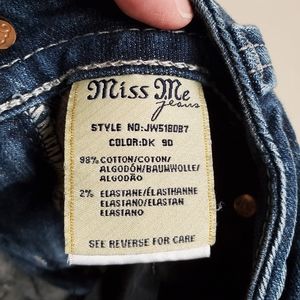 Miss Me
jeans
STYLE NO:JW5180B7
COLOR:DK 90
98% COTTON/COTON/
ALGODÓN/BAUMWOLLE/
ALGODÃO
2% ELASTANE/ÉLASTHANNE
ELASTANO/ELASTAN
ELASTANO
SEE REVERSE FOR CARE